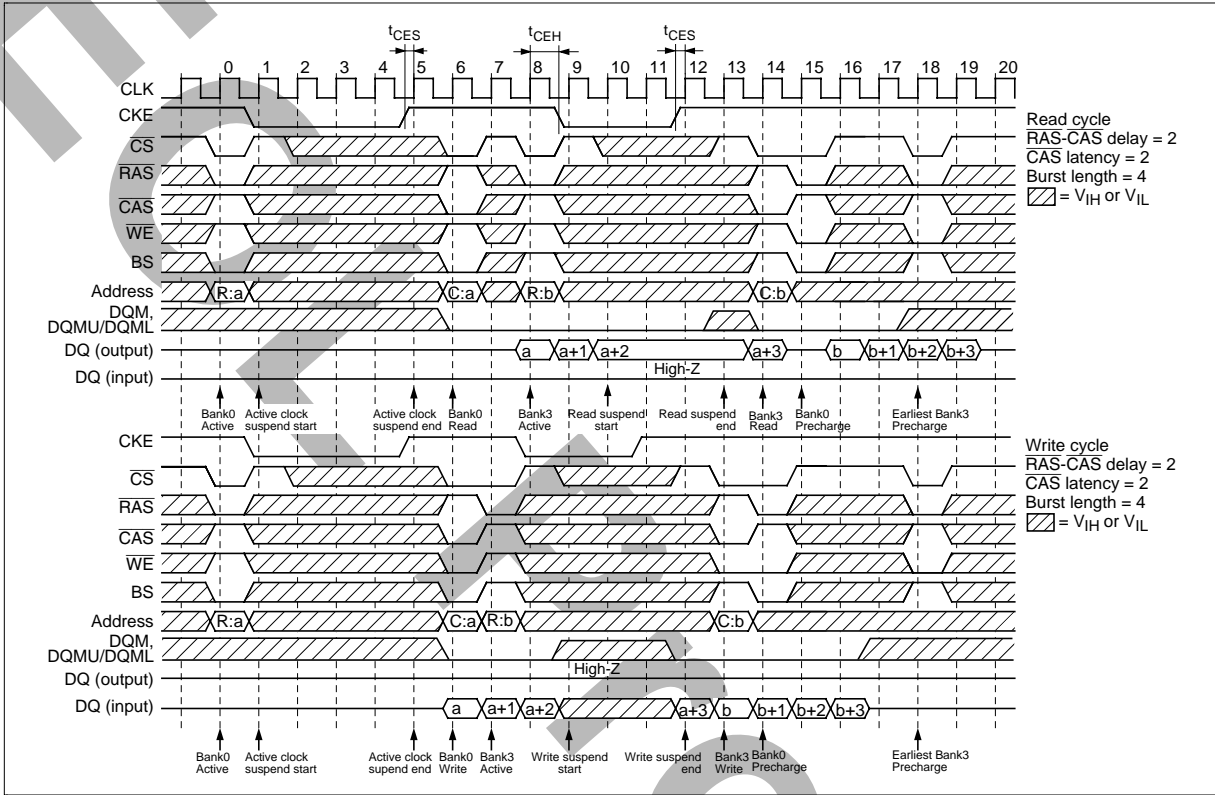 tCES tCEH tCES
0 1 2 3 4 5 6 7 8 9 10 11 12 13 14 15 16 17 18 19 20
CLK
CKE
CS
RAS
CAS
WE
BS
Address R:a C:a R:b C:b
DQM,
DQMU/DQML
DQ (output) a a+1 a+2 a+3 b b+1 b+2 b+3
High-Z
DQ (input)
Bank0 Active
Active clock suspend start
Active clock suspend end
Bank0 Read
Bank3 Active
Read suspend start
Read suspend end
Bank3 Read
Bank0 Precharge
Earliest Bank3 Precharge
Read cycle
RAS-CAS delay = 2
CAS latency = 2
Burst length = 4
= VIH or VIL
CKE
CS
RAS
CAS
WE
BS
Address R:a C:a R:b C:b
DQM,
DQMU/DQML
High-Z
DQ (output)
DQ (input) a a+1 a+2 a+3 b b+1 b+2 b+3
Bank0 Active
Active clock suspend start
Active clock supend end
Bank0 Write
Bank3 Active
Write suspend start
Write suspend end
Bank3 Write
Bank0 Precharge
Earliest Bank3 Precharge
Write cycle
RAS-CAS delay = 2
CAS latency = 2
Burst length = 4
= VIH or VIL